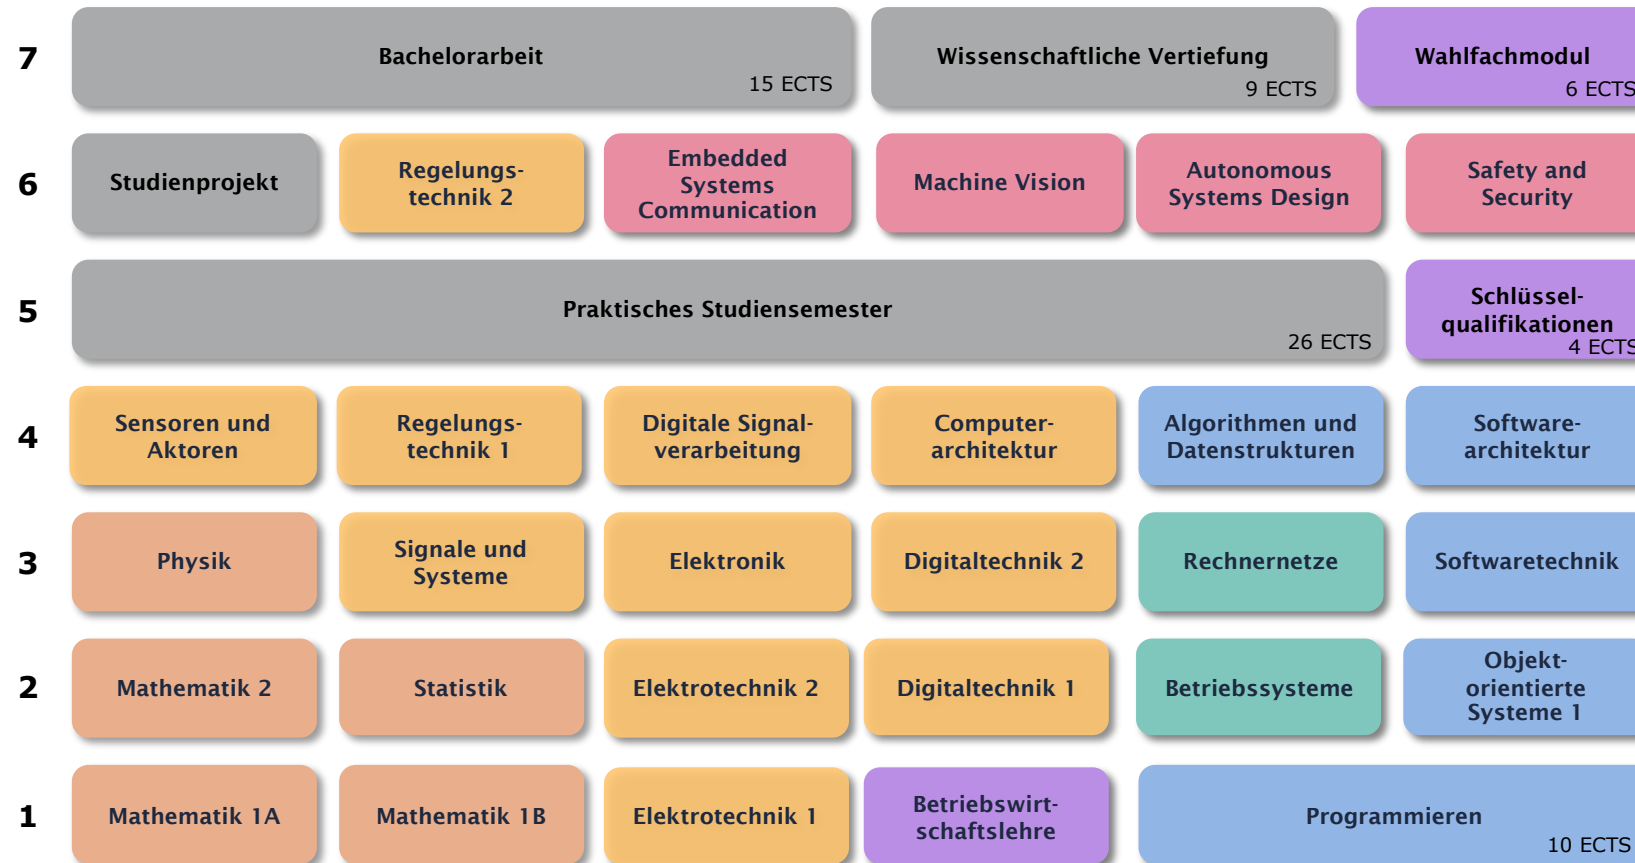 7
Bachelorarbeit
15 ECTS
Wissenschaftliche Vertiefung
9 ECTS
Wahlfachmodul
6 ECTS
6
Studienprojekt
Regelungs-
technik 2
Embedded
Systems
Communication
Machine Vision
Autonomous
Systems Design
Safety and
Security
5
Praktisches Studiensemester
26 ECTS
Schlüssel-
qualifikationen
4 ECTS
4
Sensoren und
Aktoren
Regelungs-
technik 1
Digitale Signal-
verarbeitung
Computer-
architektur
Algorithmen und
Datenstrukturen
Software-
architektur
3
Physik
Signale und
Systeme
Elektronik
Digitaltechnik 2
Rechnernetze
Softwaretechnik
2
Mathematik 2
Statistik
Elektrotechnik 2
Digitaltechnik 1
Betriebssysteme
Objekt-
orientierte
Systeme 1
1
Mathematik 1A
Mathematik 1B
Elektrotechnik 1
Betriebswirt-
schaftslehre
Programmieren
10 ECTS